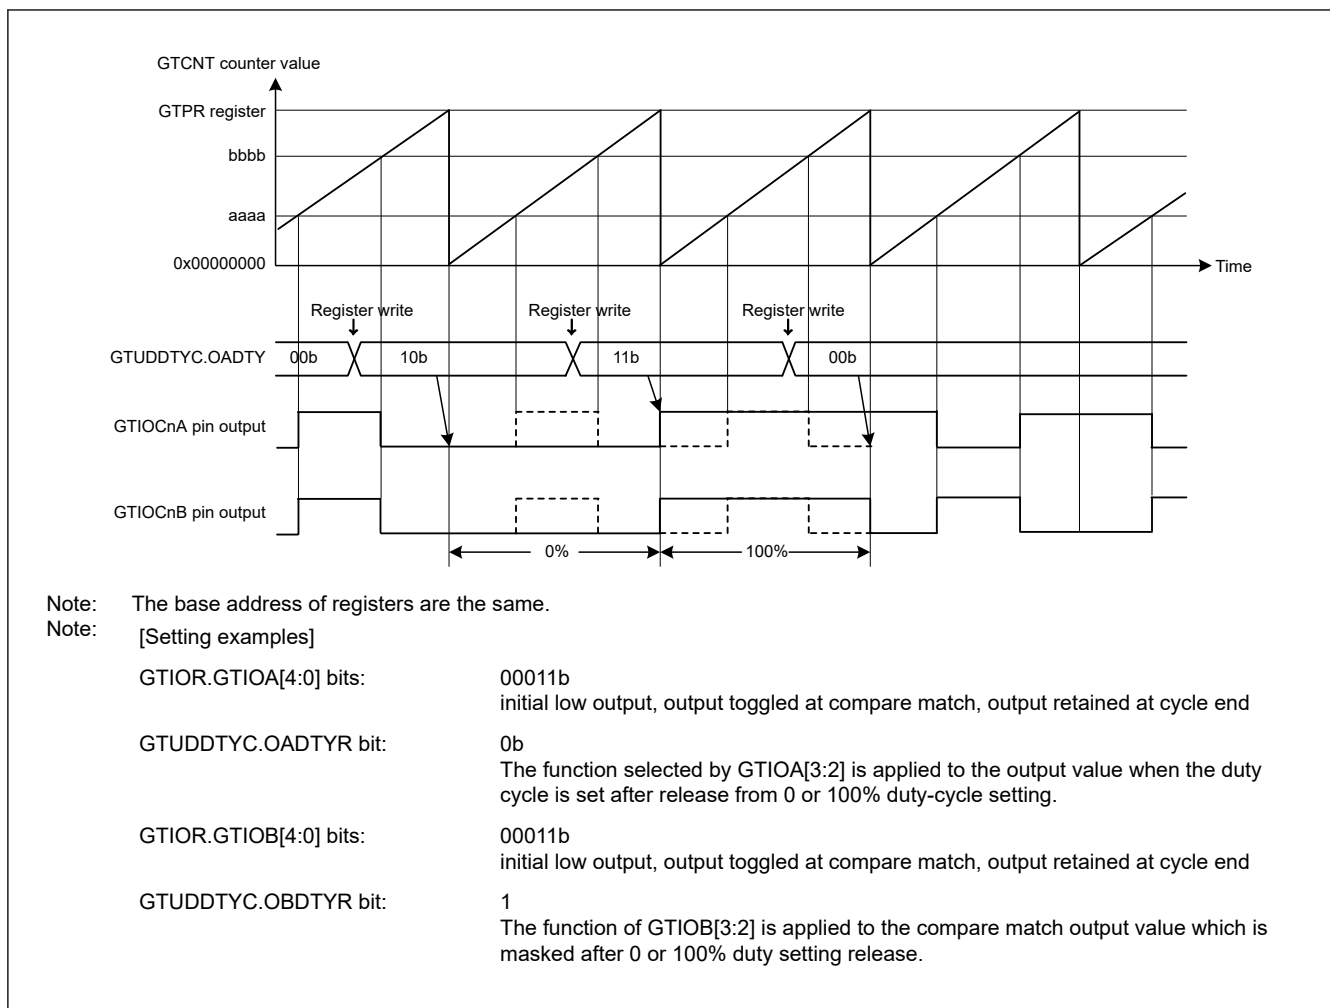 GTCNT counter value
GTPR register
bbbb
aaaa
0x00000000
Time
Register write Register write Register write
GTUDDTYC.OADTY 00b 10b 11b 00b
GTIOCnA pin output
GTIOCnB pin output
0% 100%
Note: The base address of registers are the same.
Note: [Setting examples]
GTIOR.GTIOA[4:0] bits: 00011b
initial low output, output toggled at compare match, output retained at cycle end
GTUDDTYC.OADTYR bit: 0b
The function selected by GTIOA[3:2] is applied to the output value when the duty
cycle is set after release from 0 or 100% duty-cycle setting.
GTIOR.GTIOB[4:0] bits: 00011b
initial low output, output toggled at compare match, output retained at cycle end
GTUDDTYC.OBDTYR bit: 1
The function of GTIOB[3:2] is applied to the compare match output value which is
masked after 0 or 100% duty setting release.